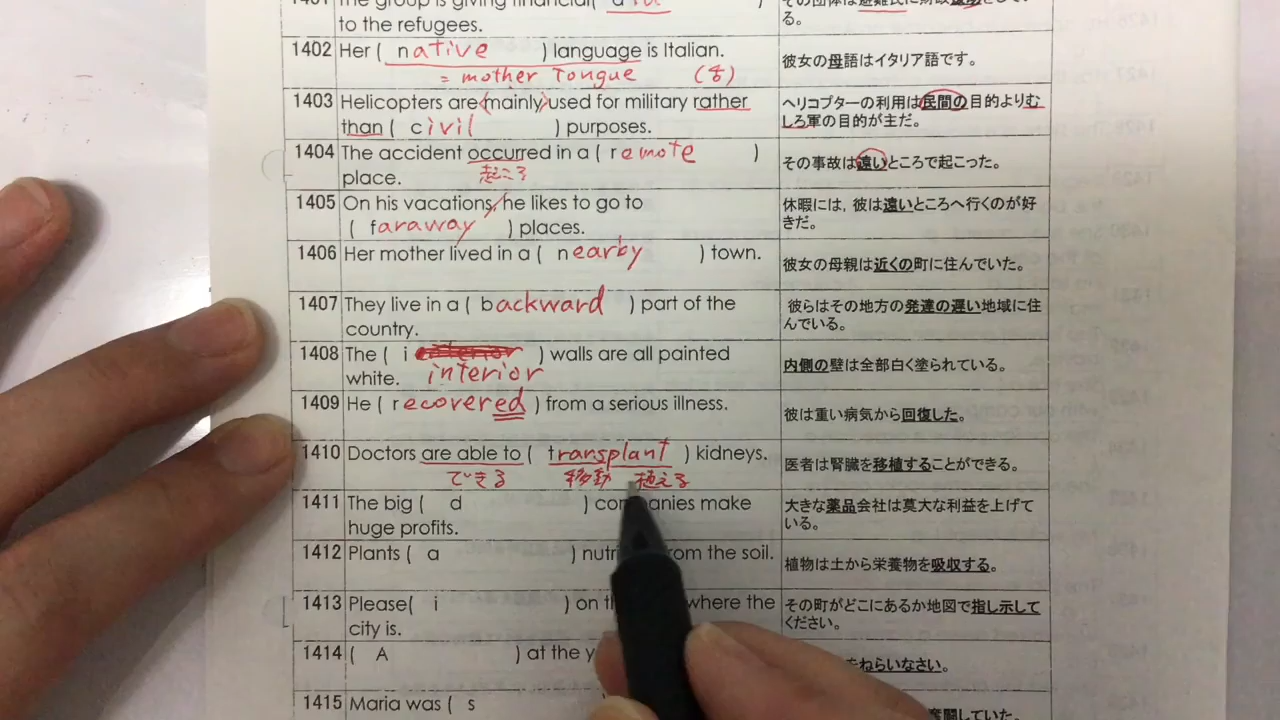 1401 The group is giving financial ( aid )
to the refugees.
る。
1402 Her ( native ) language is Italian.
= mother Tongue (舌)
彼女の母語はイタリア語です。
1403 Helicopters are mainly used for military rather
than ( civil ) purposes.
ヘリコプターの利用は民間の目的よりむ
しろ軍の目的が主だ。
1404 The accident occurred in a ( remote )
place. 起こる
その事故は遠いところで起こった。
1405 On his vacations, he likes to go to
( faraway ) places.
休暇には，彼は遠いところへ行くのが好
きだ。
1406 Her mother lived in a ( nearby ) town.
彼女の母親は近くの町に住んでいた。
1407 They live in a ( backward ) part of the
country.
彼らはその地方の発達の遅い地域に住
んでいる。
1408 The ( i ) walls are all painted
white. interior
内側の壁は全部白く塗られている。
1409 He ( recovered ) from a serious illness.
彼は重い病気から回復した。
1410 Doctors are able to ( transplant ) kidneys.
できる 移動 植える
医者は腎臓を移植することができる。
1411 The big ( d ) companies make
huge profits.
大きな薬品会社は莫大な利益を上げて
いる。
1412 Plants ( a ) from the soil.
植物は土から栄養物を吸収する。
1413 Please( i ) on where the
city is.
その町がどこにあるか地図で指し示して
ください。
1414 ( A ) at the y
をねらいなさい。
1415 Maria was ( s
奮闘していた。